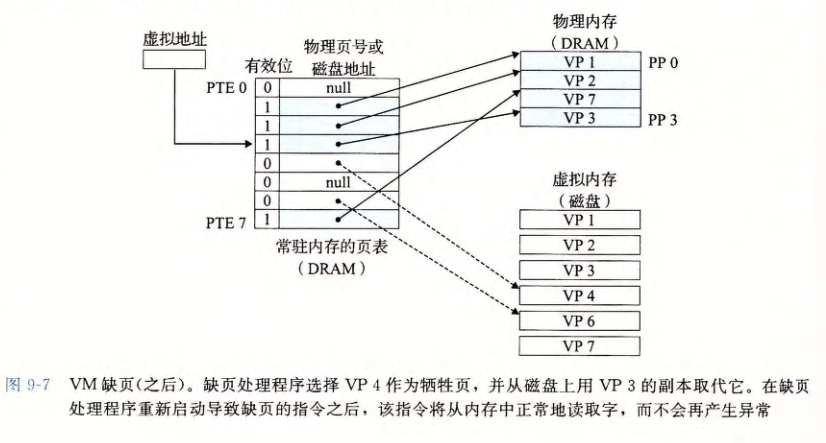 虚拟地址
有效位
物理页号或
磁盘地址
PTE 0
0
null
1
1
1
0
0
null
0
PTE 7
1
常驻内存的页表
（DRAM）
物理内存
（DRAM）
VP 1
PP 0
VP 2
VP 7
VP 3
PP 3
虚拟内存
（磁盘）
VP 1
VP 2
VP 3
VP 4
VP 6
VP 7
图 9-7 VM 缺页(之后)。缺页处理程序选择 VP 4 作为牺牲页，并从磁盘上用 VP 3 的副本取代它。在缺页
处理程序重新启动导致缺页的指令之后，该指令将从内存中正常地读取字，而不会再产生异常